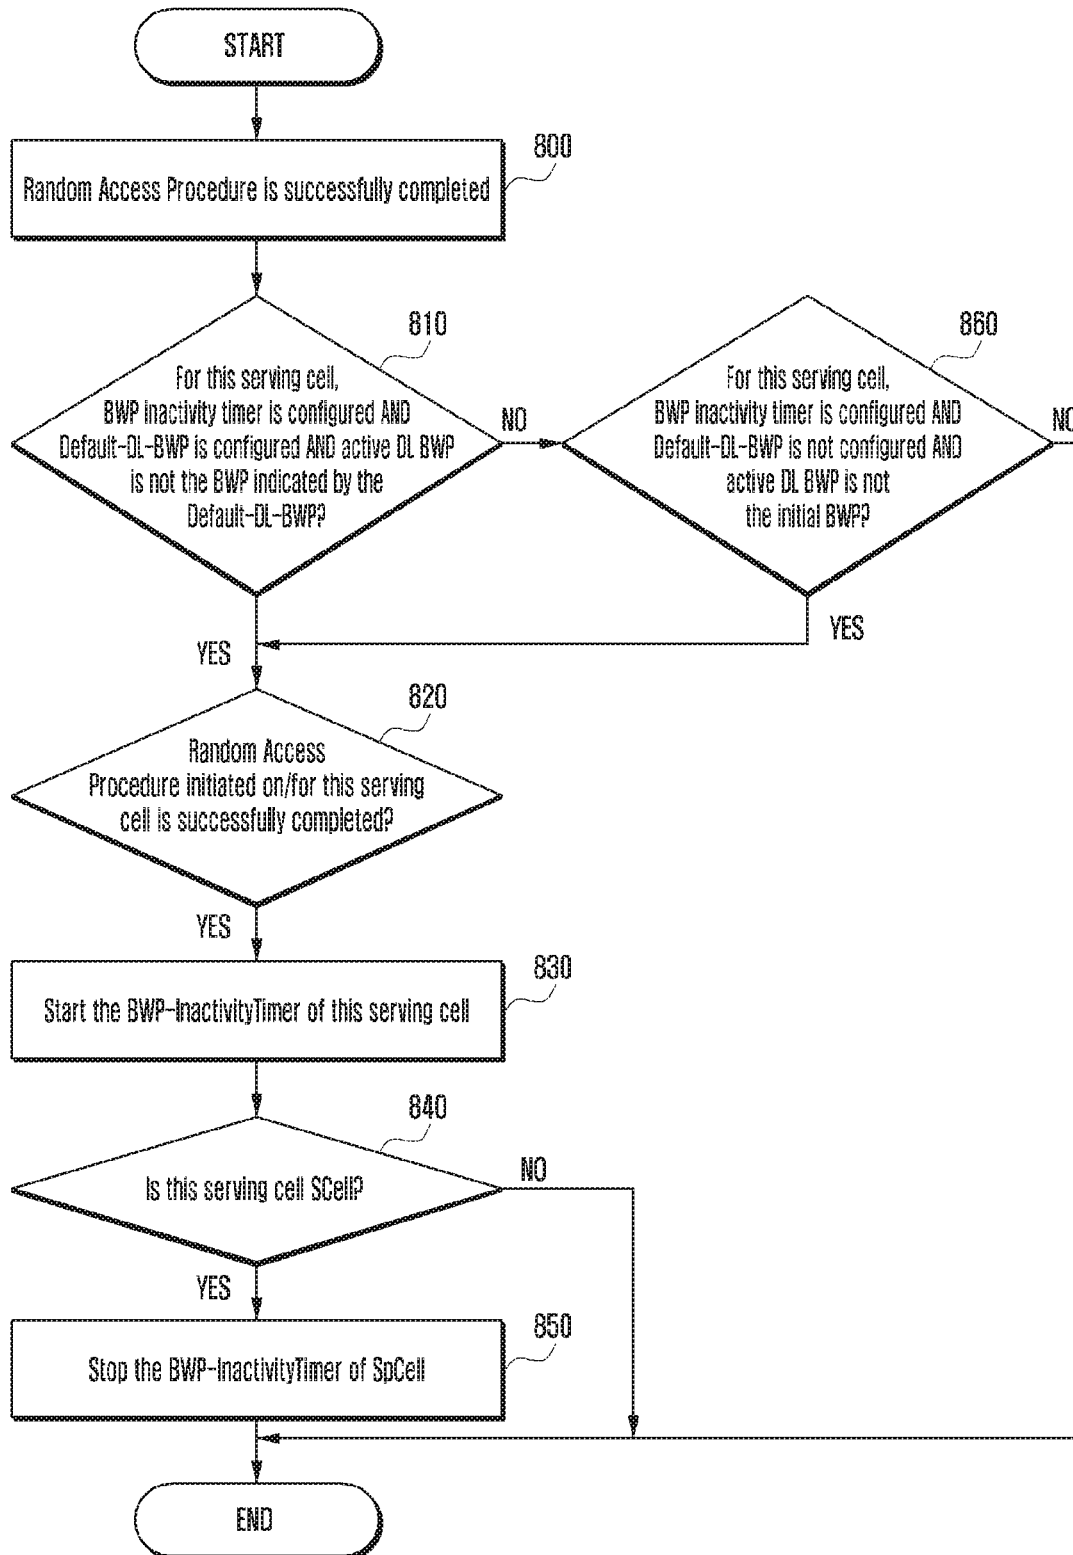 START
800
Random Access Procedure is successfully completed
810
For this serving cell,
BWP inactivity timer is configured AND
Default-DL-BWP is configured AND active DL BWP
is not the BWP indicated by the
Default-DL-BWP?
NO
860
For this serving cell,
BWP inactivity timer is configured AND
Default-DL-BWP is not configured AND
active DL BWP is not
the initial BWP?
NO
YES
YES
820
Random Access
Procedure initiated on/for this serving
cell is successfully completed?
YES
830
Start the BWP-InactivityTimer of this serving cell
840
Is this serving cell SCell?
NO
YES
850
Stop the BWP-InactivityTimer of SpCell
END